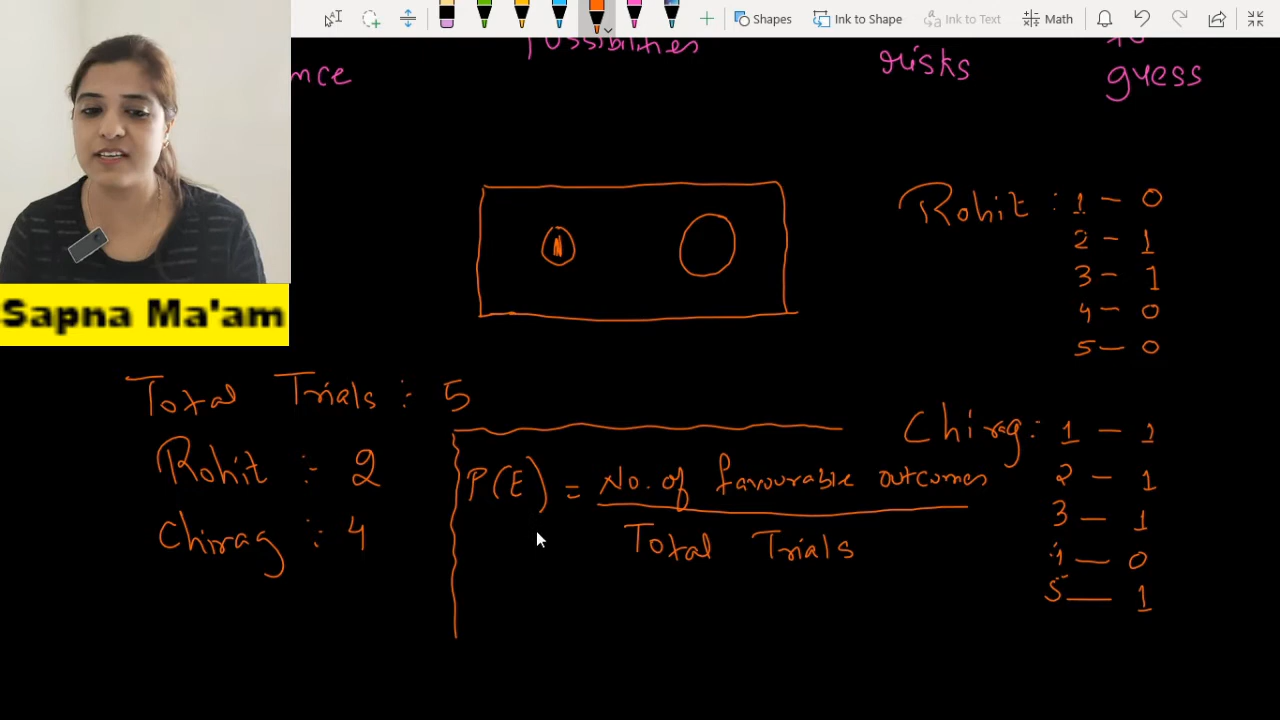 Shapes Ink to Shape Ink to Text Math
possibilities
nce
risks
to
guess
Rohit : 1 - 0
2 - 1
3 - 1
4 - 0
5 - 0
Sapna Ma'am
Total Trials : 5
Rohit : 2
Chirag : 4
P(E) = No. of favourable outcomes
Total Trials
Chirag : 1 - 1
2 - 1
3 - 1
4 - 0
5 - 1